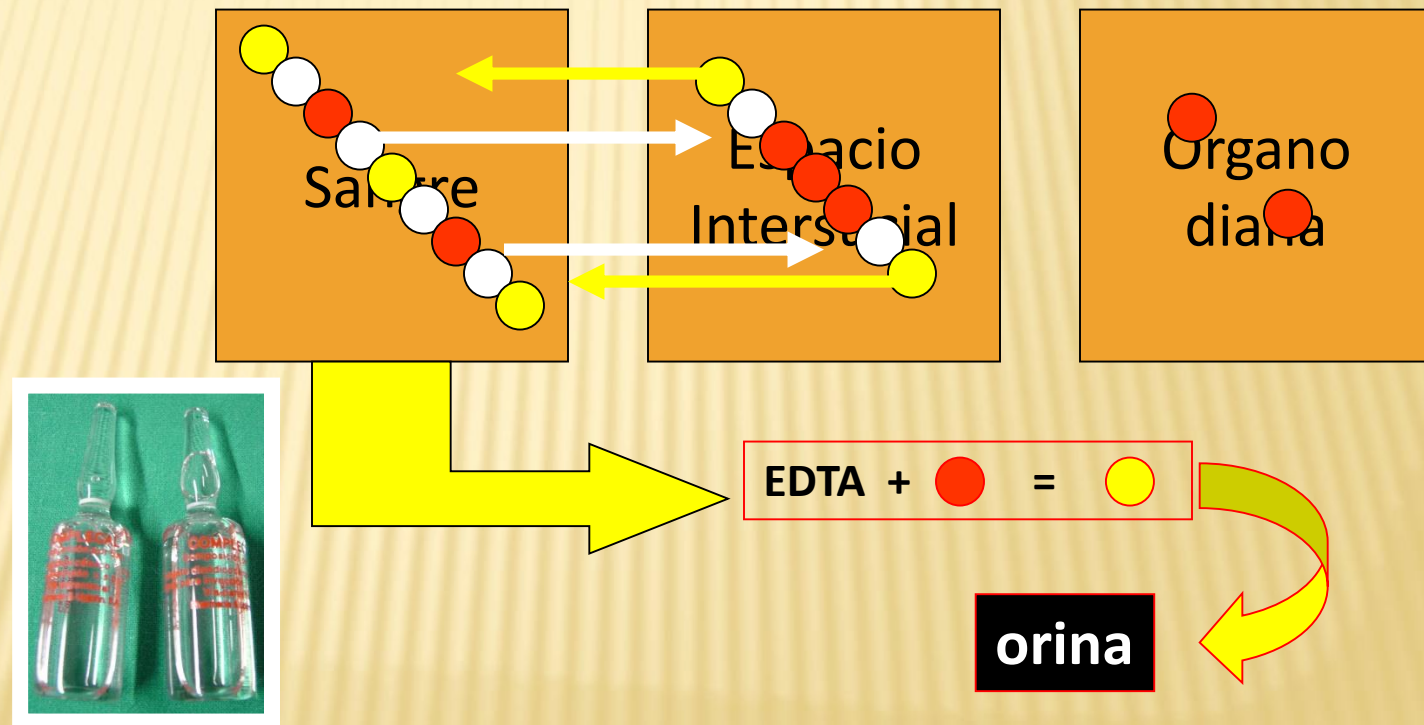 Sangre
Espacio
Intersticial
Organo
diana
EDTA + =
orina